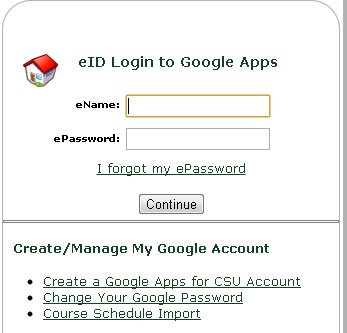 eID Login to Google Apps
eName:
ePassword:
I forgot my ePassword
Continue
Create/Manage My Google Account
Create a Google Apps for CSU Account
Change Your Google Password
Course Schedule Import